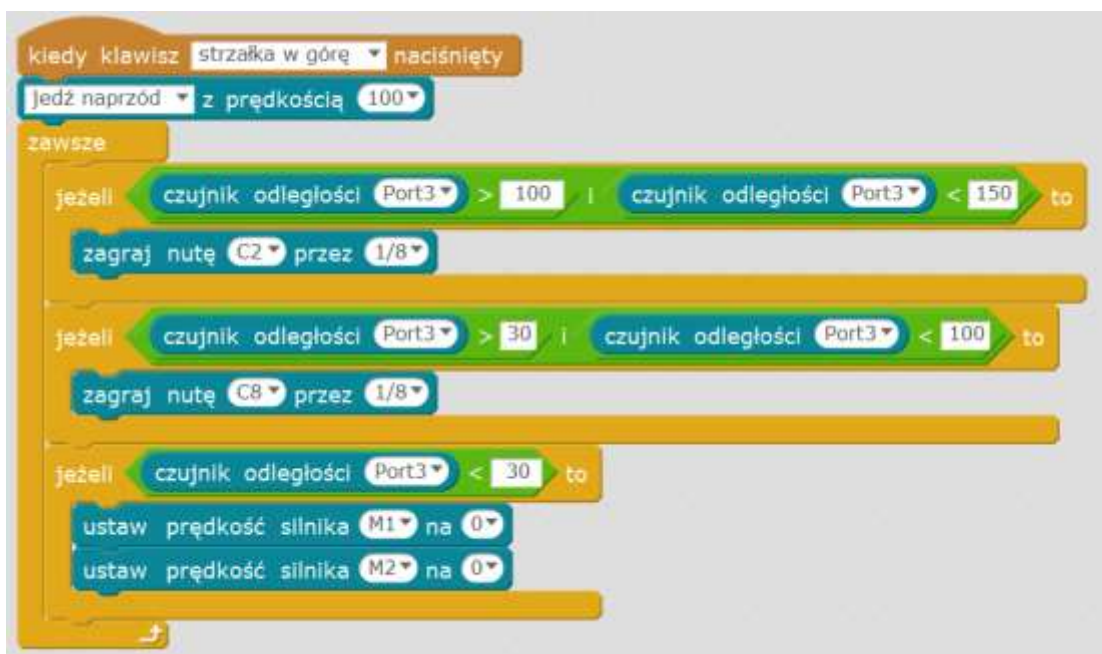 kiedy klawisz strzałka w górę naciśnięty
jedź naprzód z prędkością 100
zawsze
jeżeli czujnik odległości Port3 > 100 i czujnik odległości Port3 < 150 to
zagraj nutę C2 przez 1/8
jeżeli czujnik odległości Port3 > 30 i czujnik odległości Port3 < 100 to
zagraj nutę C8 przez 1/8
jeżeli czujnik odległości Port3 < 30 to
ustaw prędkość silnika M1 na 0
ustaw prędkość silnika M2 na 0